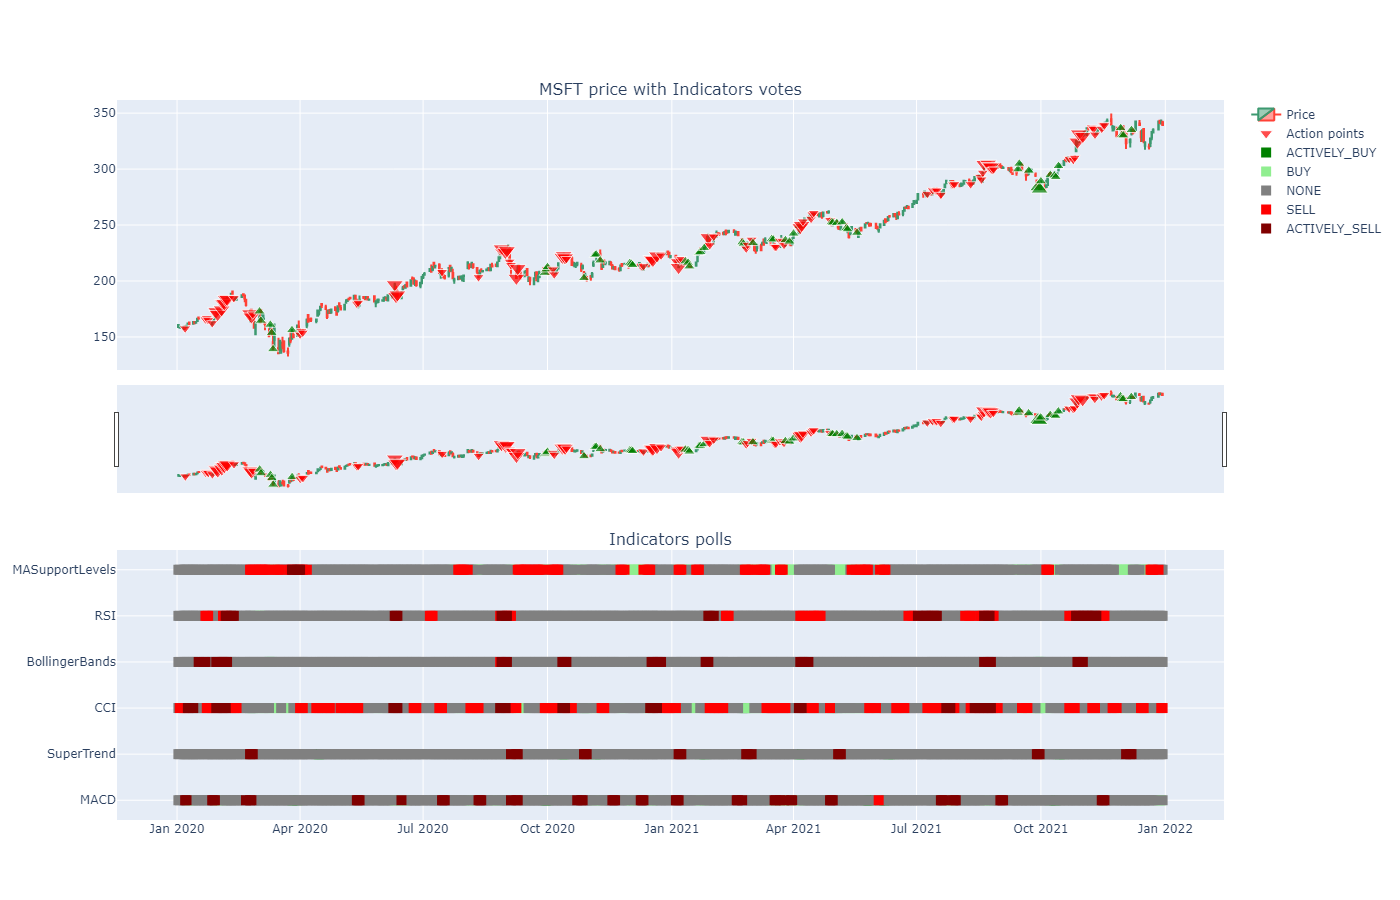 MSFT price with Indicators votes
350
300
250
200
150
Price
Action points
ACTIVELY_BUY
BUY
NONE
SELL
ACTIVELY_SELL
Indicators polls
MASupportLevels
RSI
BollingerBands
CCI
SuperTrend
MACD
Jan 2020 Apr 2020 Jul 2020 Oct 2020 Jan 2021 Apr 2021 Jul 2021 Oct 2021 Jan 2022